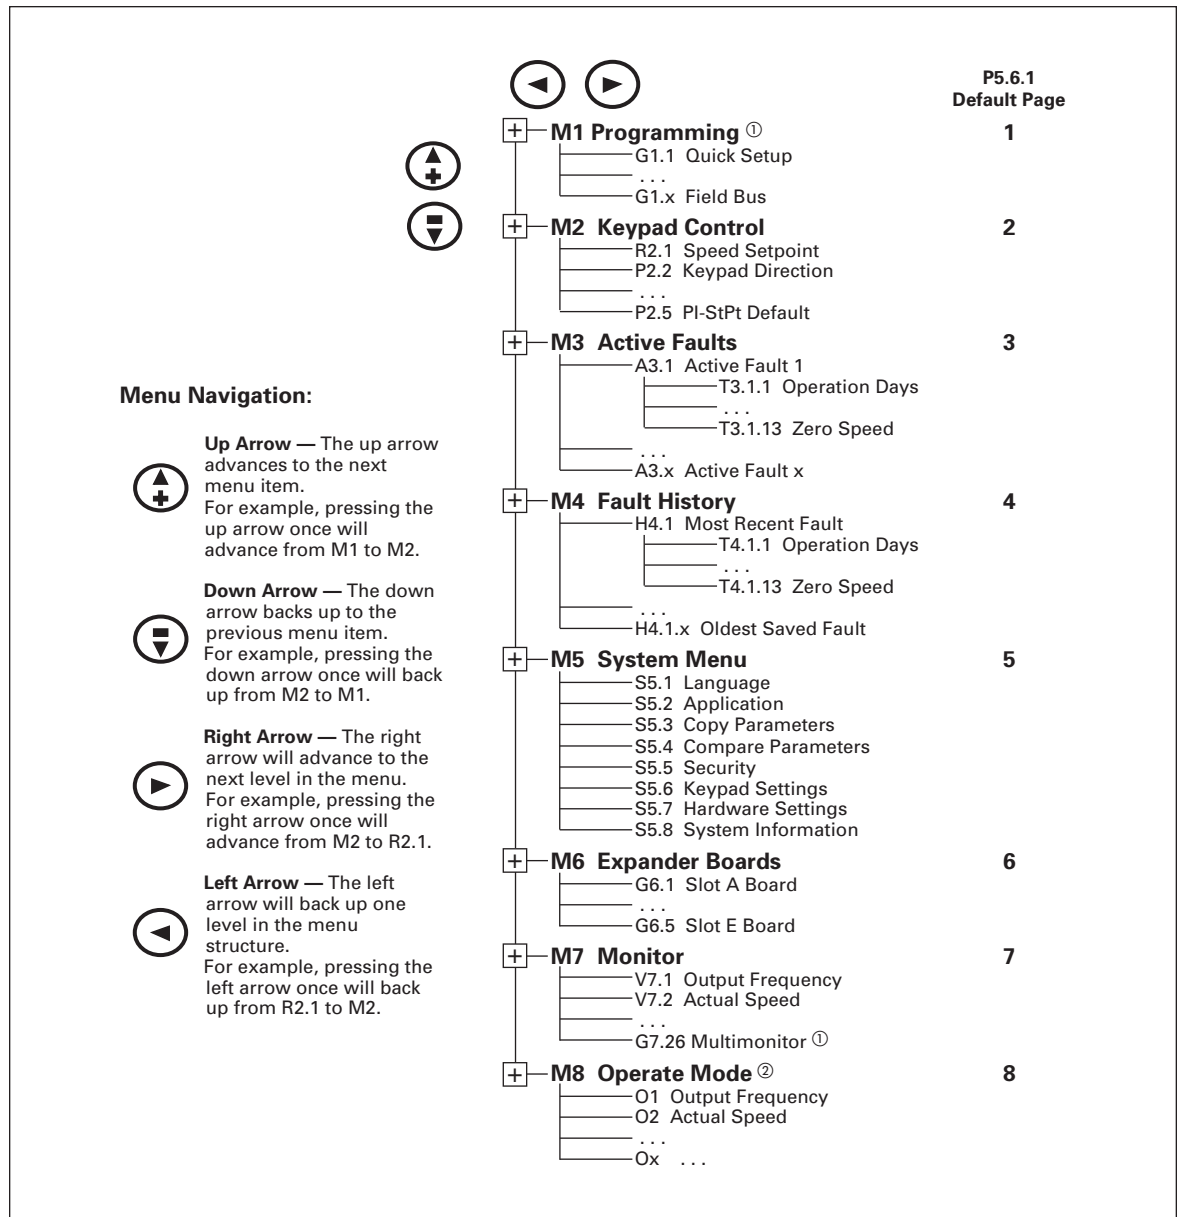 P5.6.1
Default Page
M1 Programming ① 1
G1.1 Quick Setup
. . .
G1.x Field Bus
M2 Keypad Control 2
R2.1 Speed Setpoint
P2.2 Keypad Direction
. . .
P2.5 PI-StPt Default
M3 Active Faults 3
A3.1 Active Fault 1
T3.1.1 Operation Days
. . .
T3.1.13 Zero Speed
. . .
A3.x Active Fault x
M4 Fault History 4
H4.1 Most Recent Fault
T4.1.1 Operation Days
. . .
T4.1.13 Zero Speed
. . .
H4.1.x Oldest Saved Fault
M5 System Menu 5
S5.1 Language
S5.2 Application
S5.3 Copy Parameters
S5.4 Compare Parameters
S5.5 Security
S5.6 Keypad Settings
S5.7 Hardware Settings
S5.8 System Information
M6 Expander Boards 6
G6.1 Slot A Board
. . .
G6.5 Slot E Board
M7 Monitor 7
V7.1 Output Frequency
V7.2 Actual Speed
. . .
G7.26 Multimonitor ①
M8 Operate Mode ② 8
O1 Output Frequency
O2 Actual Speed
. . .
Ox . . .
Menu Navigation:
Up Arrow — The up arrow
advances to the next
menu item.
For example, pressing the
up arrow once will
advance from M1 to M2.
Down Arrow — The down
arrow backs up to the
previous menu item.
For example, pressing the
down arrow once will back
up from M2 to M1.
Right Arrow — The right
arrow will advance to the
next level in the menu.
For example, pressing the
right arrow once will
advance from M2 to R2.1.
Left Arrow — The left
arrow will back up one
level in the menu
structure.
For example, pressing the
left arrow once will back
up from R2.1 to M2.